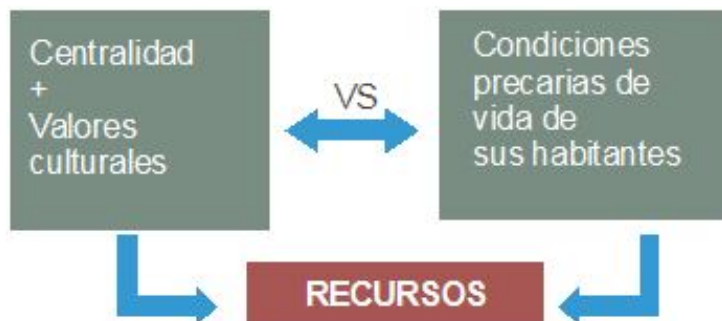 Centralidad
+
Valores
culturales
VS
Condiciones
precarias de
vida de
sus habitantes
RECURSOS